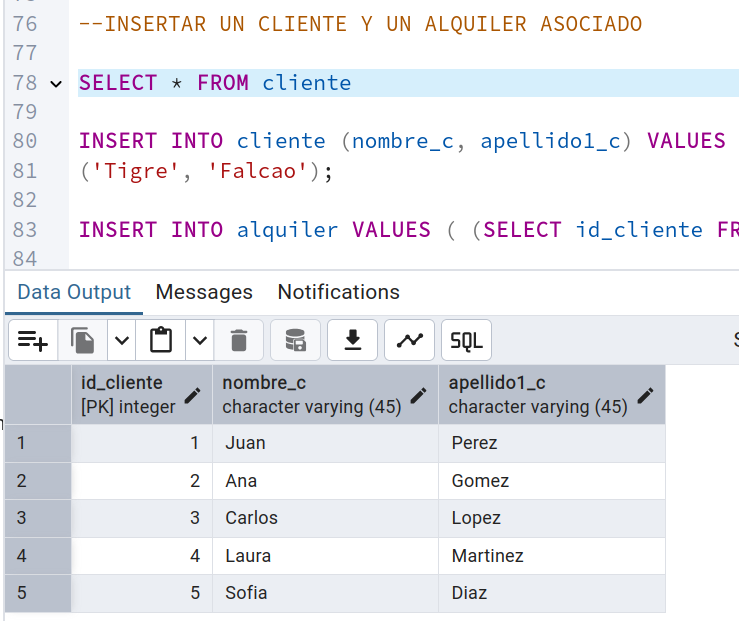 76 --INSERTAR UN CLIENTE Y UN ALQUILER ASOCIADO
77
78 SELECT * FROM cliente
79
80 INSERT INTO cliente (nombre_c, apellido1_c) VALUES
81 ('Tigre', 'Falcao');
82
83 INSERT INTO alquiler VALUES ( (SELECT id_cliente FR
84
Data Output Messages Notifications
SQL
id_cliente nombre_c apellido1_c
[PK] integer character varying (45) character varying (45)
1 1 Juan Perez
2 2 Ana Gomez
3 3 Carlos Lopez
4 4 Laura Martinez
5 5 Sofia Diaz